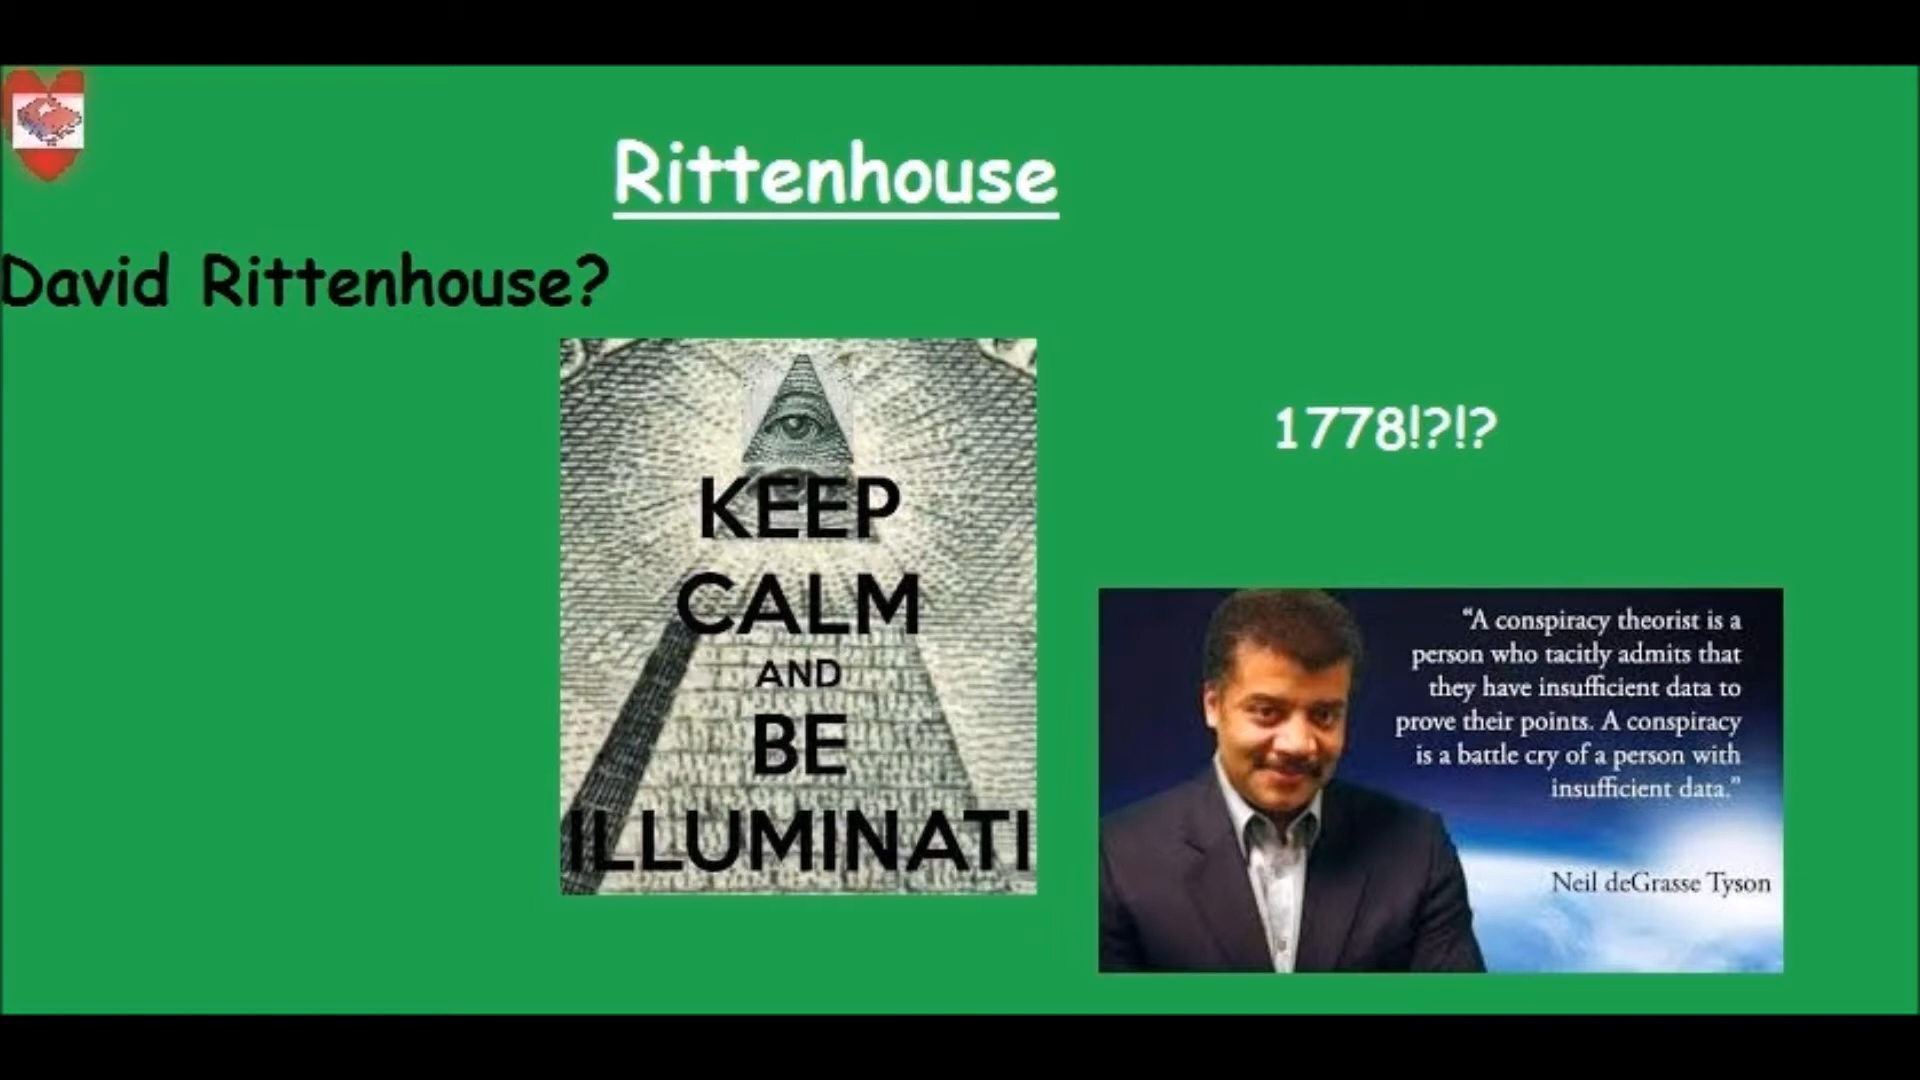 Rittenhouse
David Rittenhouse?
KEEP
CALM
AND
BE
ILLUMINATI
1778!?!?
“A conspiracy theorist is a
person who tacitly admits that
they have insufficient data to
prove their points. A conspiracy
is a battle cry of a person with
insufficient data.”
Neil deGrasse Tyson